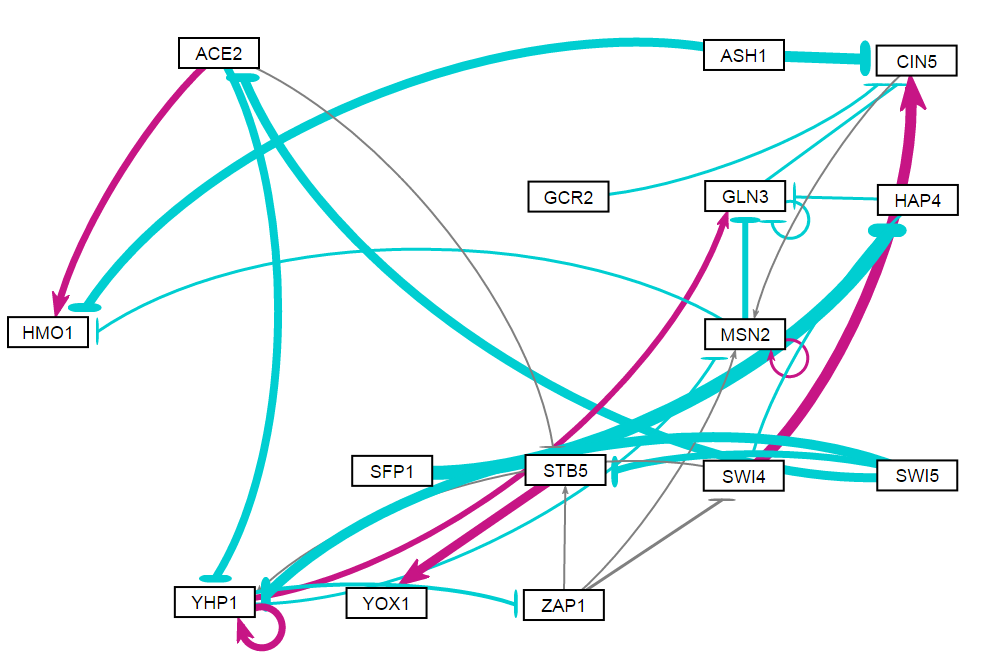 ACE2
ASH1
CIN5
GCR2
GLN3
HAP4
HMO1
MSN2
SFP1
STB5
SWI4
SWI5
YHP1
YOX1
ZAP1